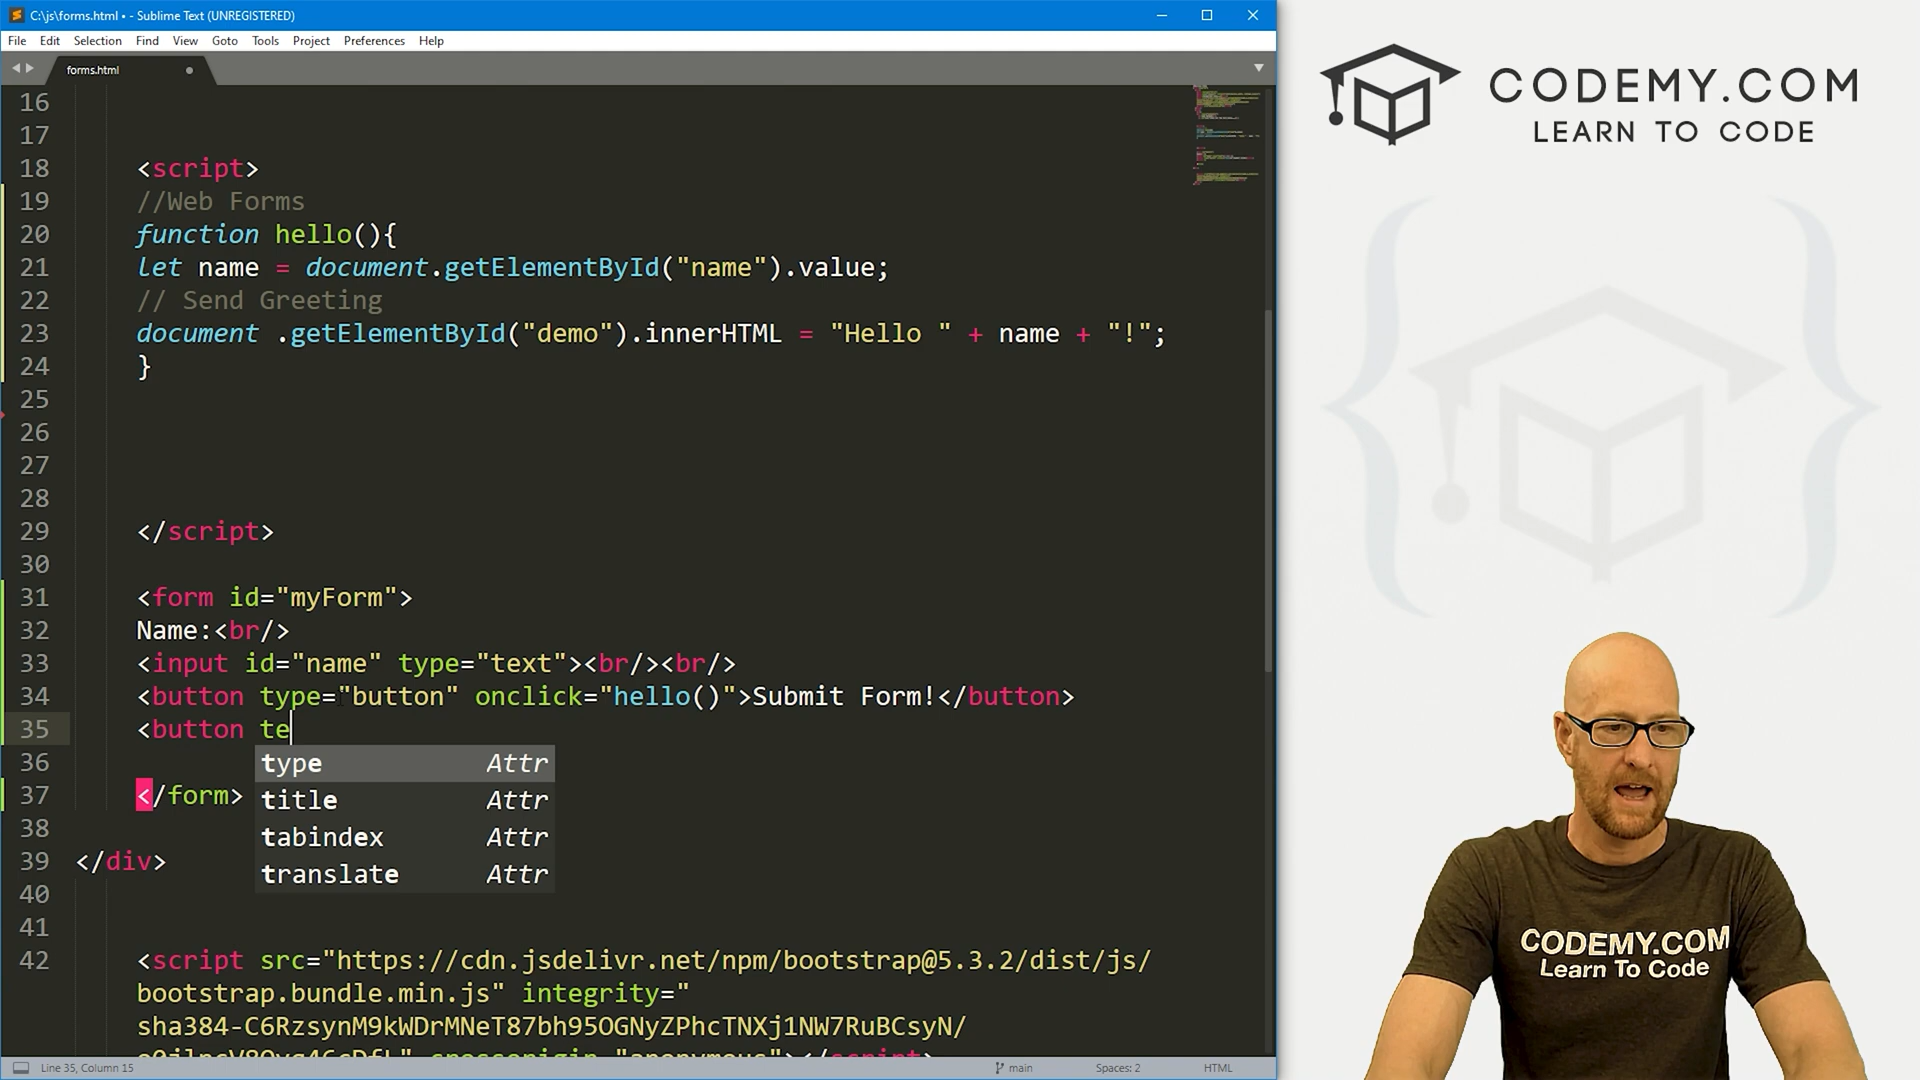 C:\js\forms.html • - Sublime Text (UNREGISTERED)
File Edit Selection Find View Goto Tools Project Preferences Help
forms.html
16
17
18 <script>
19 //Web Forms
20 function hello(){
21 let name = document.getElementById("name").value;
22 // Send Greeting
23 document .getElementById("demo").innerHTML = "Hello " + name + "!";
24 }
25
26
27
28
29 </script>
30
31 <form id="myForm">
32 Name:<br/>
33 <input id="name" type="text"><br/><br/>
34 <button type="button" onclick="hello()">Submit Form!</button>
35 <button te
36
type Attr
37 </form>
title Attr
38
tabindex Attr
39 </div>
translate Attr
40
41
42 <script src="https://cdn.jsdelivr.net/npm/bootstrap@5.3.2/dist/js/
bootstrap.bundle.min.js" integrity="
sha384-C6RzsynM9kWDrMNeT87bh95OGNyZPhcTNXj1NW7RuBCsyN/
Line 35, Column 15
main
Spaces: 2
HTML
CODEMY.COM
LEARN TO CODE
CODEMY.COM
Learn To Code